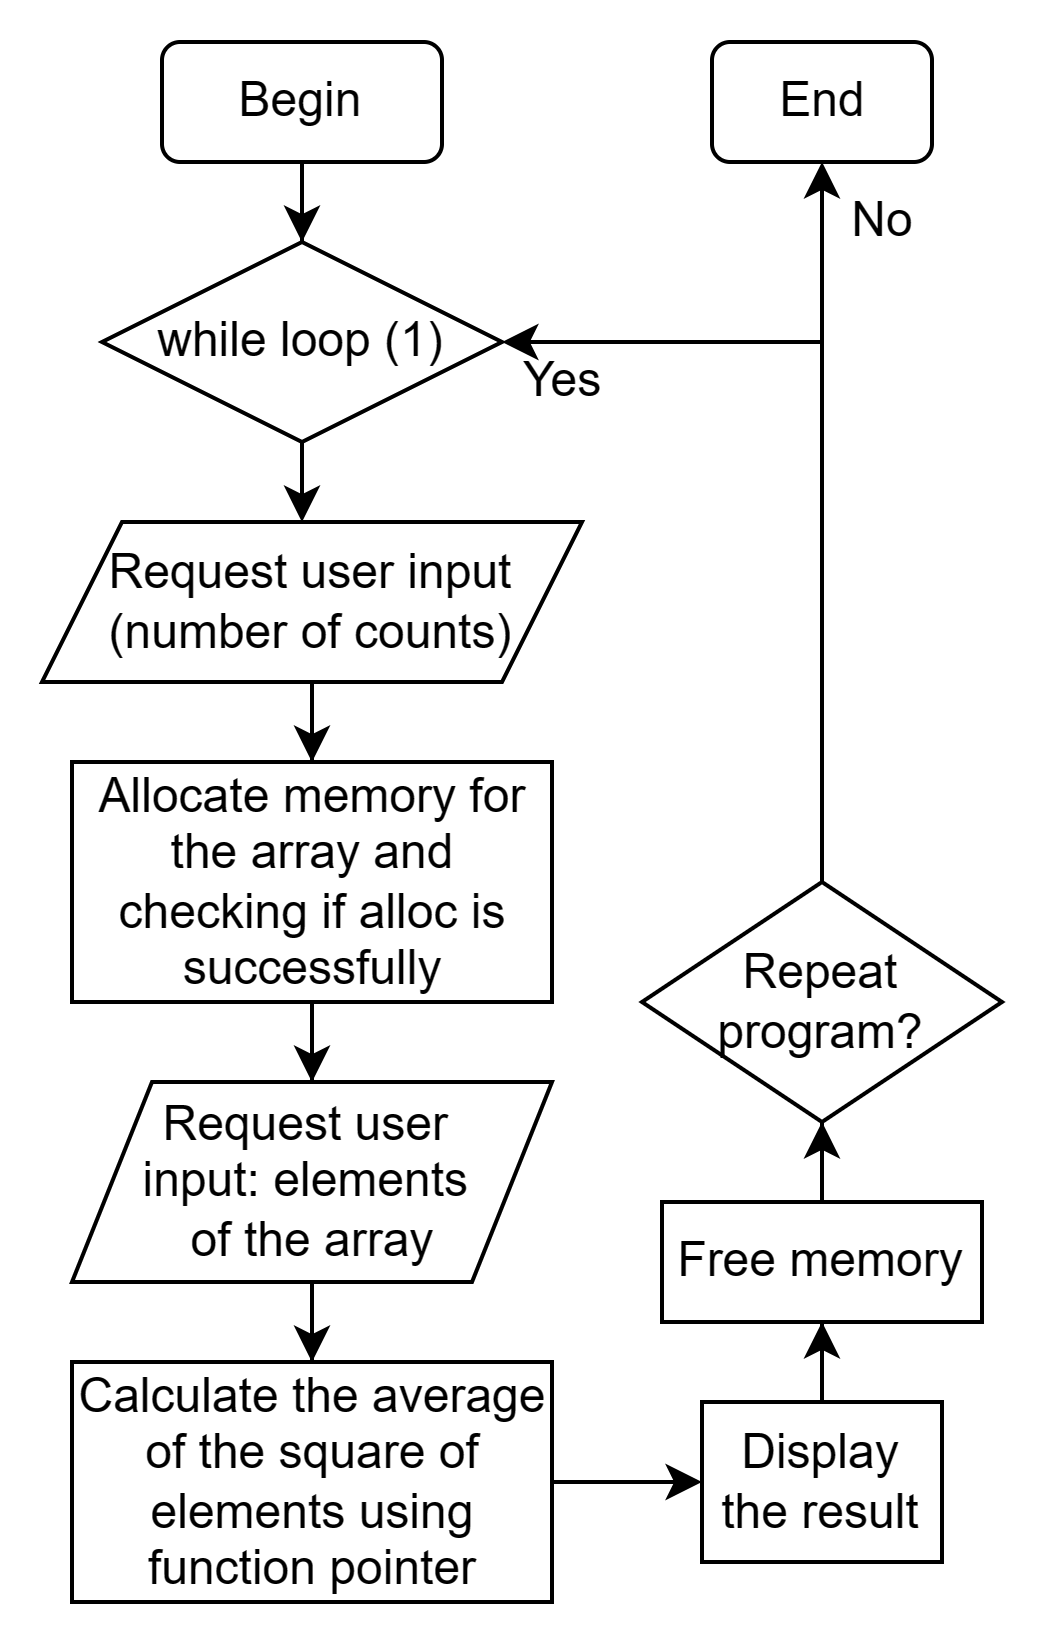 Begin
End
No
while loop (1)
Yes
Request user input
(number of counts)
Allocate memory for
the array and
checking if alloc is
successfully
Request user
input: elements
of the array
Calculate the average
of the square of
elements using
function pointer
Display
the result
Free memory
Repeat
program?